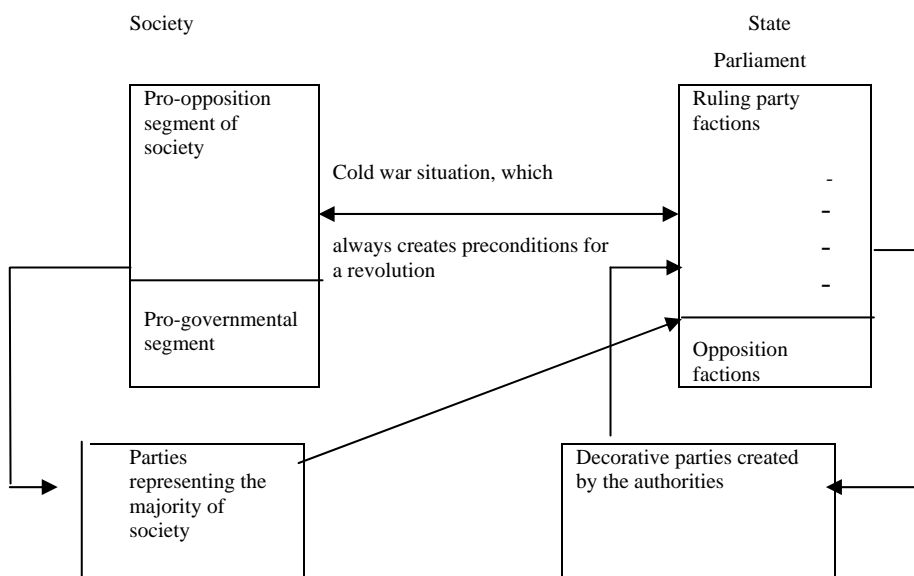 Society
State
Parliament
Pro-opposition
segment of
society
Ruling party
factions
-
-
-
-
Cold war situation, which
always creates preconditions for
a revolution
Pro-governmental
segment
Opposition
factions
Parties
representing the
majority of
society
Decorative parties created
by the authorities